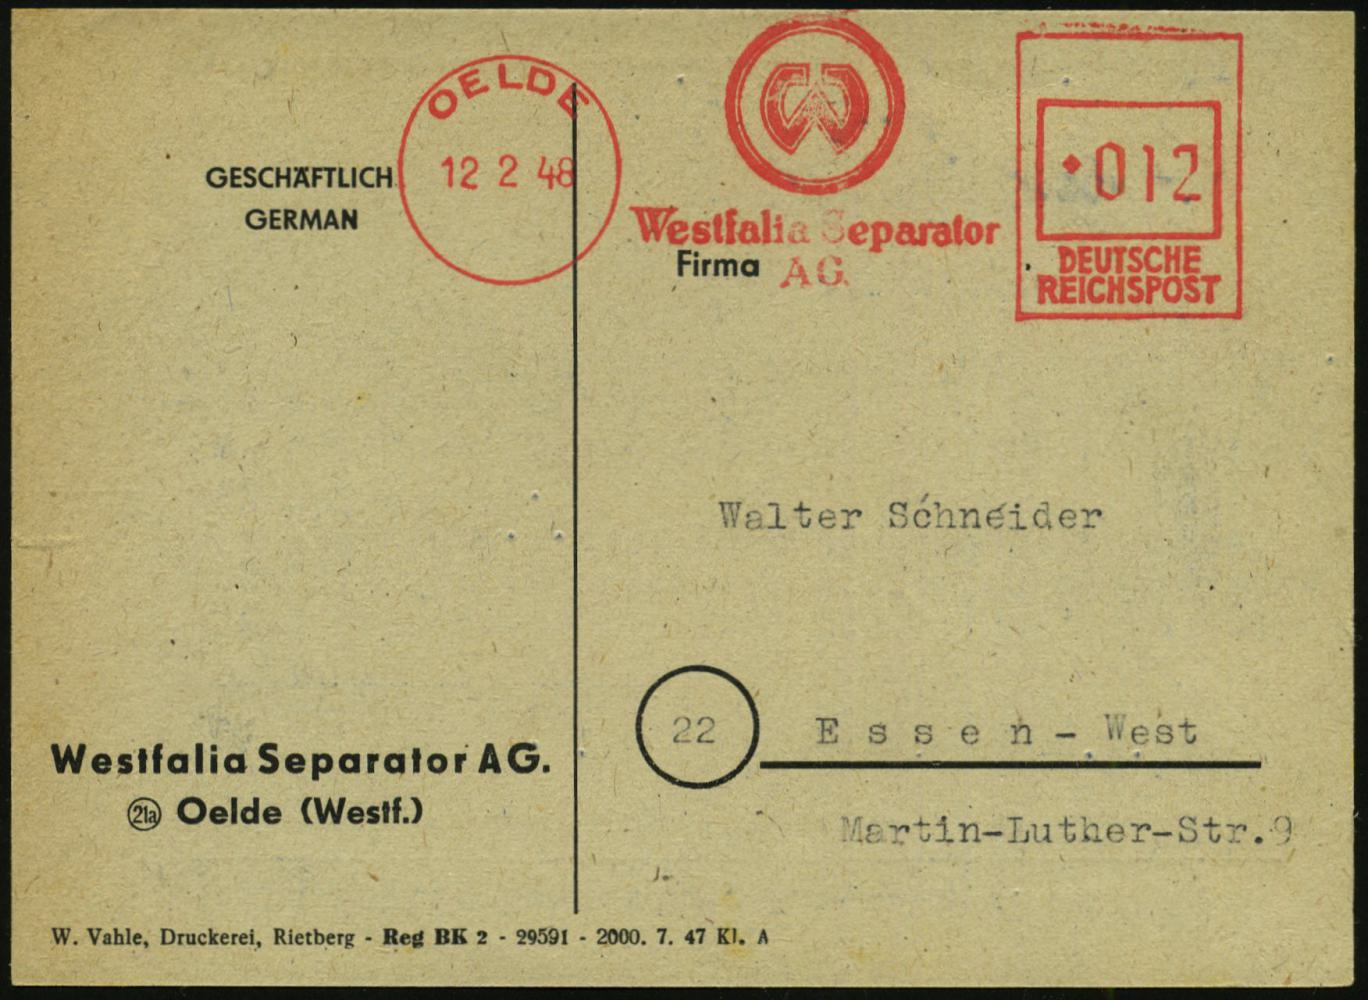 OELDE
12 2 48
GESCHÄFTLICH
GERMAN
Westfalia Separator
AG.
Firma
012
DEUTSCHE
REICHSPOST
Walter Schneider
22 Essen-West
Martin-Luther-Str.9
Westfalia Separator AG.
21a Oelde (Westf.)
W. Vahle, Druckerei, Rietberg - Reg BK 2 - 29591 - 2000. 7. 47 Kl. A